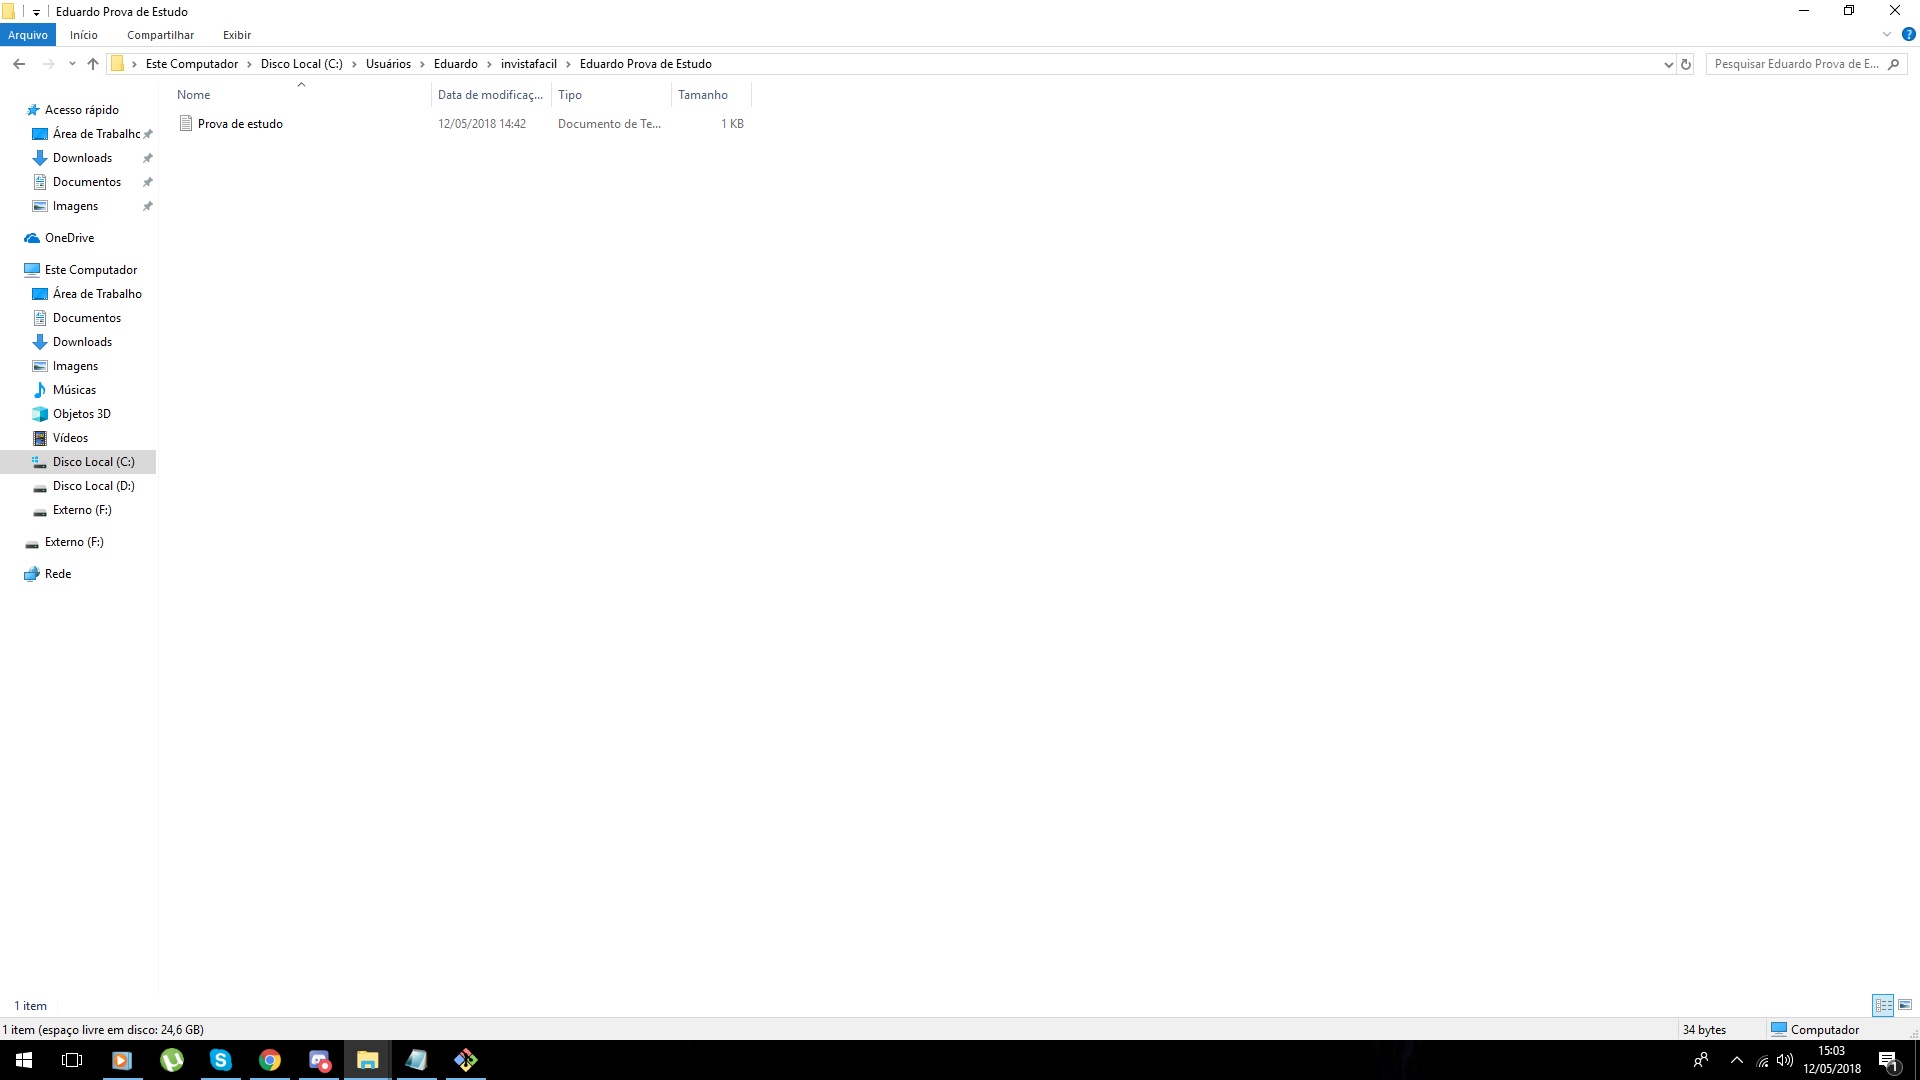 Eduardo Prova de Estudo
Arquivo Início Compartilhar Exibir
Este Computador Disco Local (C:) Usuários Eduardo invistafacil Eduardo Prova de Estudo
Pesquisar Eduardo Prova de E...
Nome Data de modificaç... Tipo Tamanho
Prova de estudo 12/05/2018 14:42 Documento de Te... 1 KB
Acesso rápido
Área de Trabalho
Downloads
Documentos
Imagens
OneDrive
Este Computador
Área de Trabalho
Documentos
Downloads
Imagens
Músicas
Objetos 3D
Vídeos
Disco Local (C:)
Disco Local (D:)
Externo (F:)
Externo (F:)
Rede
1 item
1 item (espaço livre em disco: 24,6 GB) 34 bytes Computador
15:03
12/05/2018
1